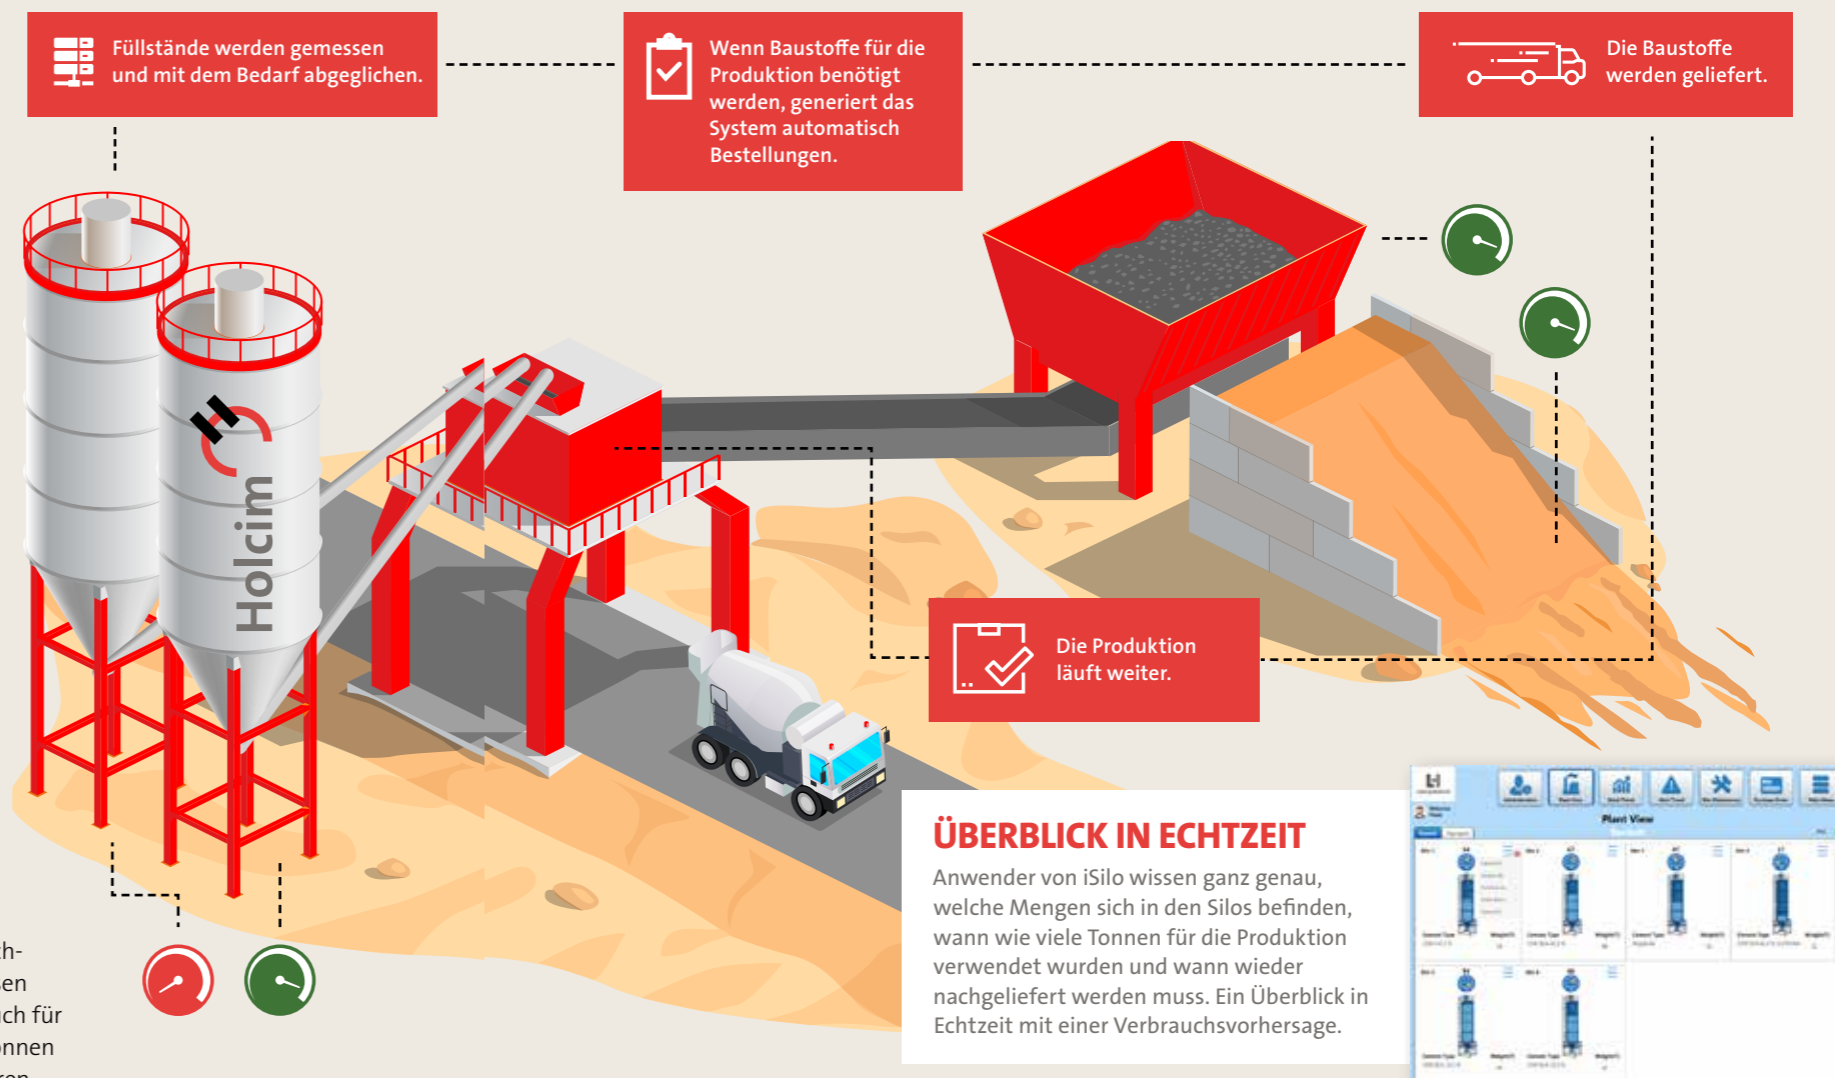 Füllstände werden gemessen
und mit dem Bedarf abgeglichen.
Wenn Baustoffe für die
Produktion benötigt
werden, generiert das
System automatisch
Bestellungen.
Die Baustoffe
werden geliefert.
Holcim
Die Produktion
läuft weiter.
ÜBERBLICK IN ECHTZEIT
Anwender von iSilo wissen ganz genau,
welche Mengen sich in den Silos befinden,
wann wie viele Tonnen für die Produktion
verwendet wurden und wann wieder
nachgeliefert werden muss. Ein Überblick in
Echtzeit mit einer Verbrauchsvorhersage.
Plant View